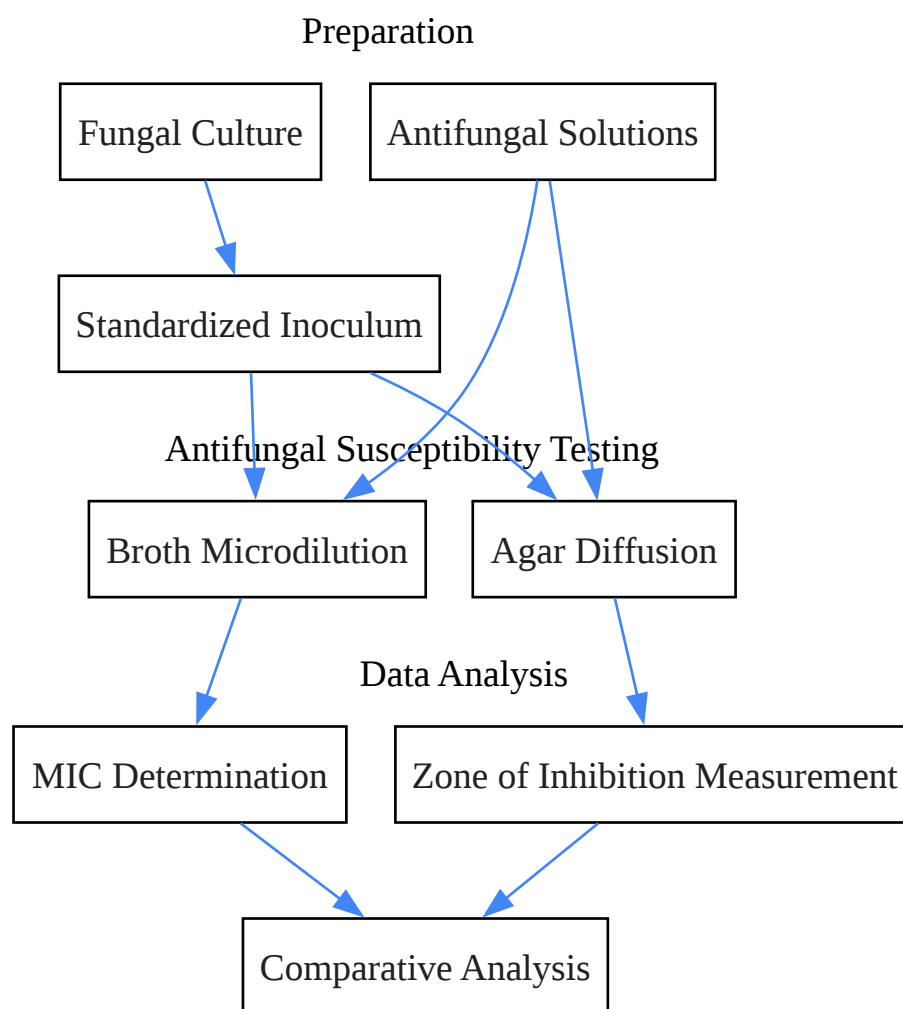 Preparation
Fungal Culture
Antifungal Solutions
Standardized Inoculum
Antifungal Susceptibility Testing
Broth Microdilution
Agar Diffusion
Data Analysis
MIC Determination
Zone of Inhibition Measurement
Comparative Analysis